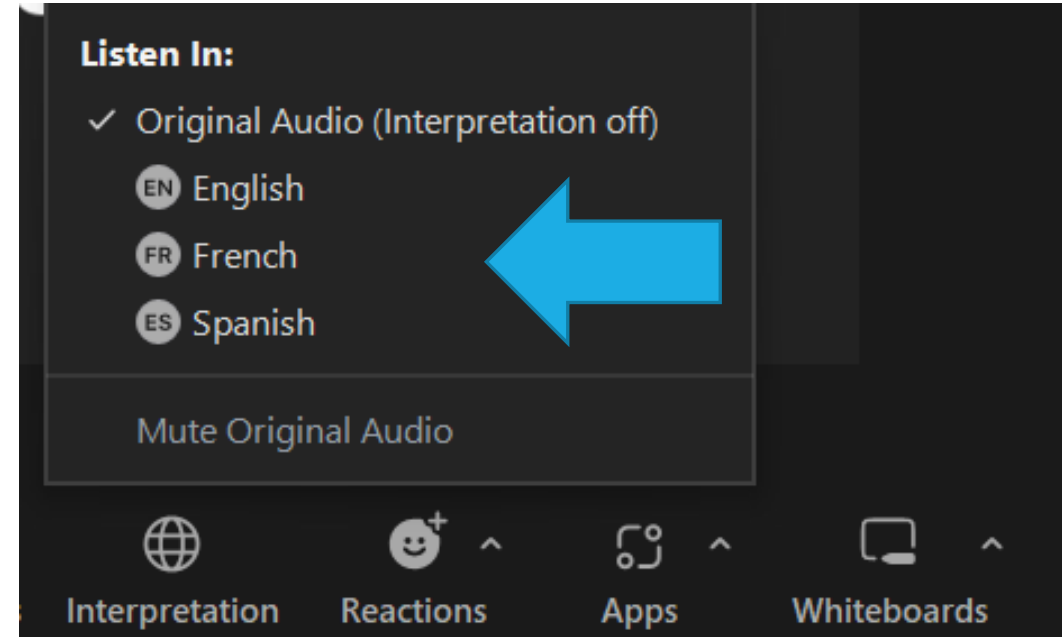 Listen In:
✓ Original Audio (Interpretation off)
EN English
FR French
ES Spanish
Mute Original Audio
Interpretation Reactions Apps Whiteboards